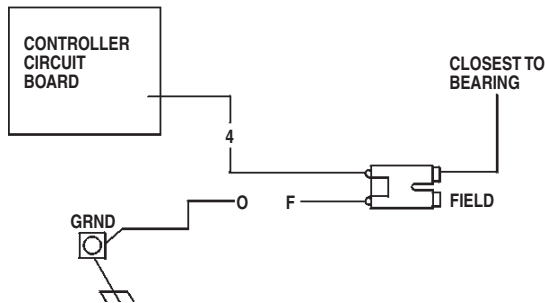 CONTROLLER
CIRCUIT
BOARD
CLOSEST TO
BEARING
4
O
F
FIELD
GRND